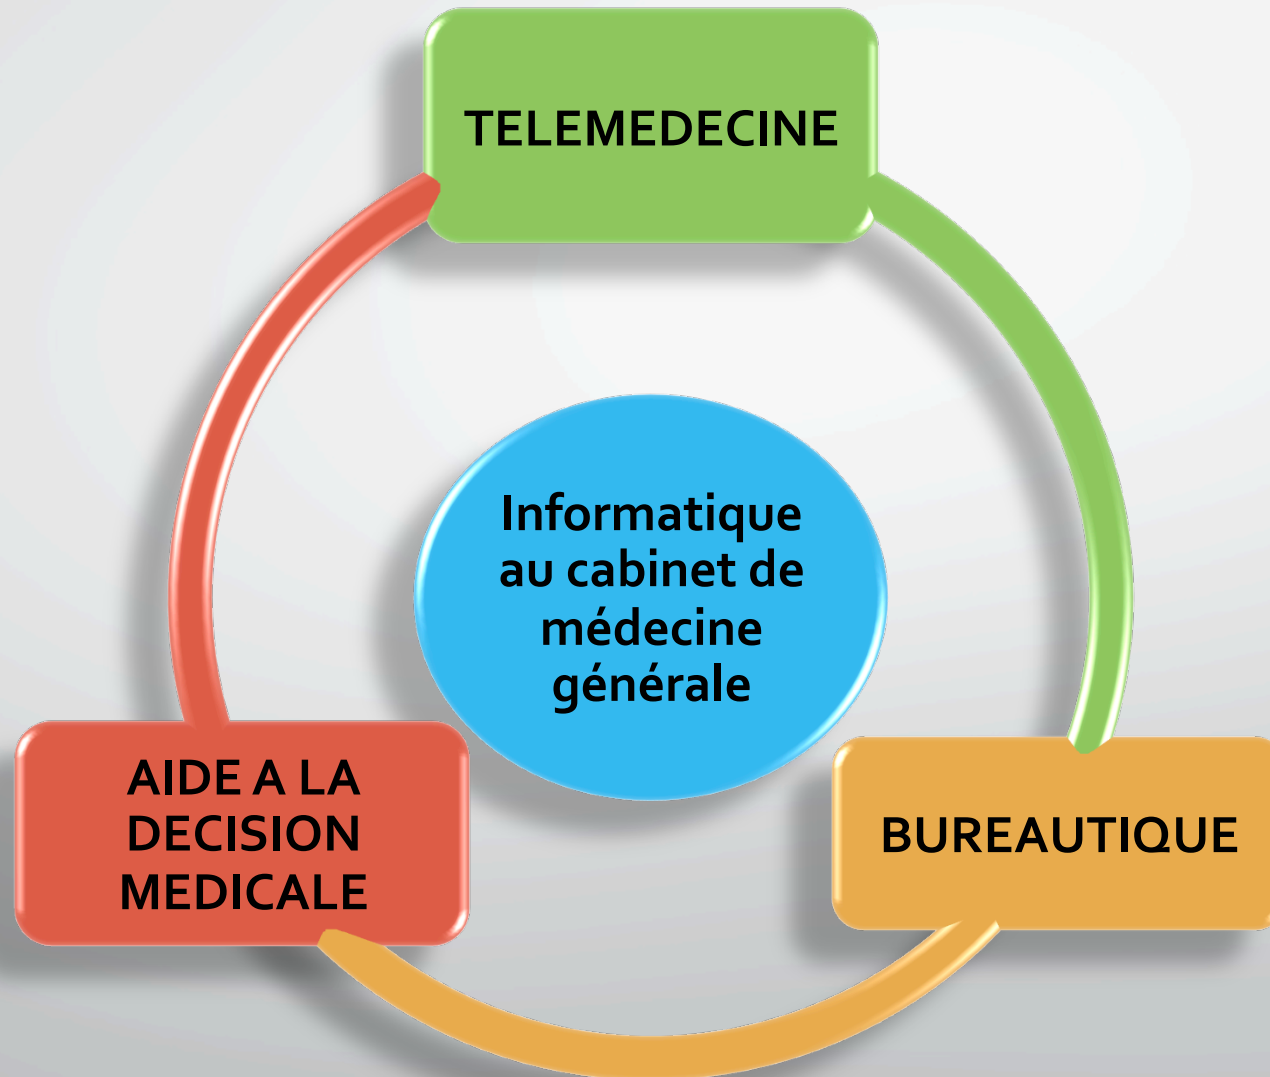 TELEMEDECINE
Informatique
au cabinet de
médecine
générale
AIDE A LA
DECISION
MEDICALE
BUREAUTIQUE